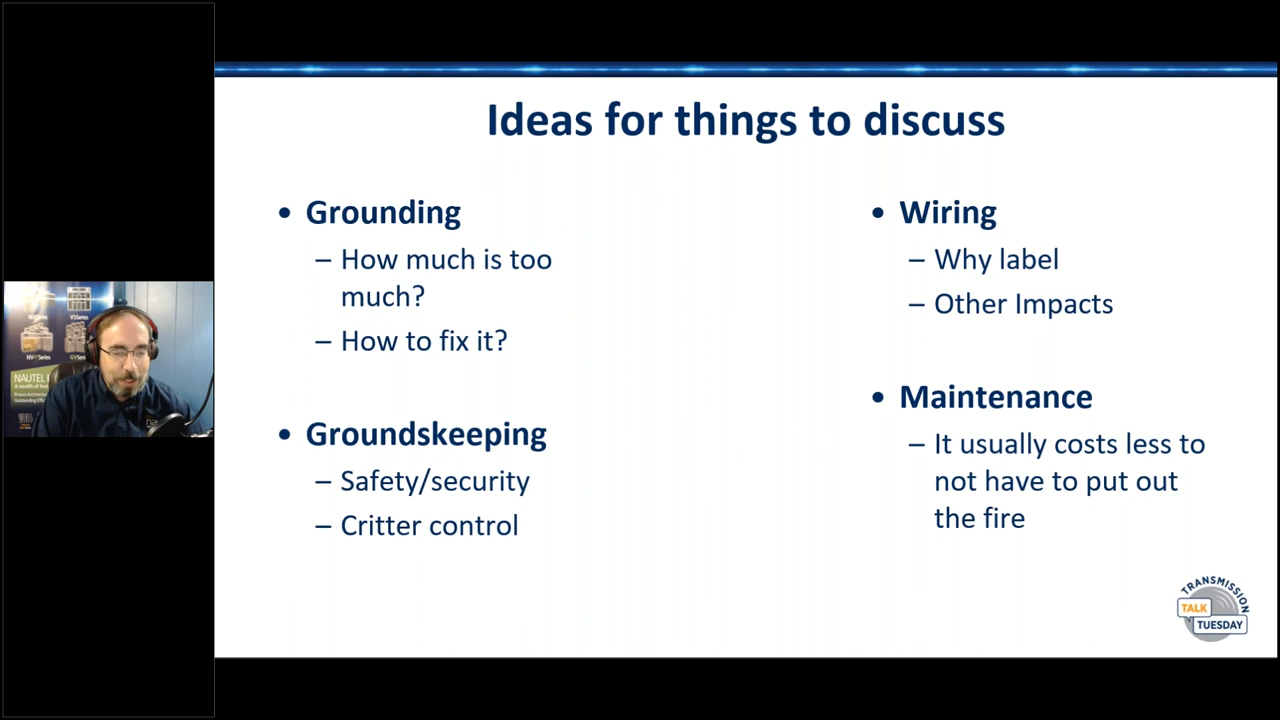 Ideas for things to discuss
• Grounding
– How much is too
much?
– How to fix it?
• Groundskeeping
– Safety/security
– Critter control
• Wiring
– Why label
– Other Impacts
• Maintenance
– It usually costs less to
not have to put out
the fire
TRANSMISSION
TALK
TUESDAY
NAUTEL